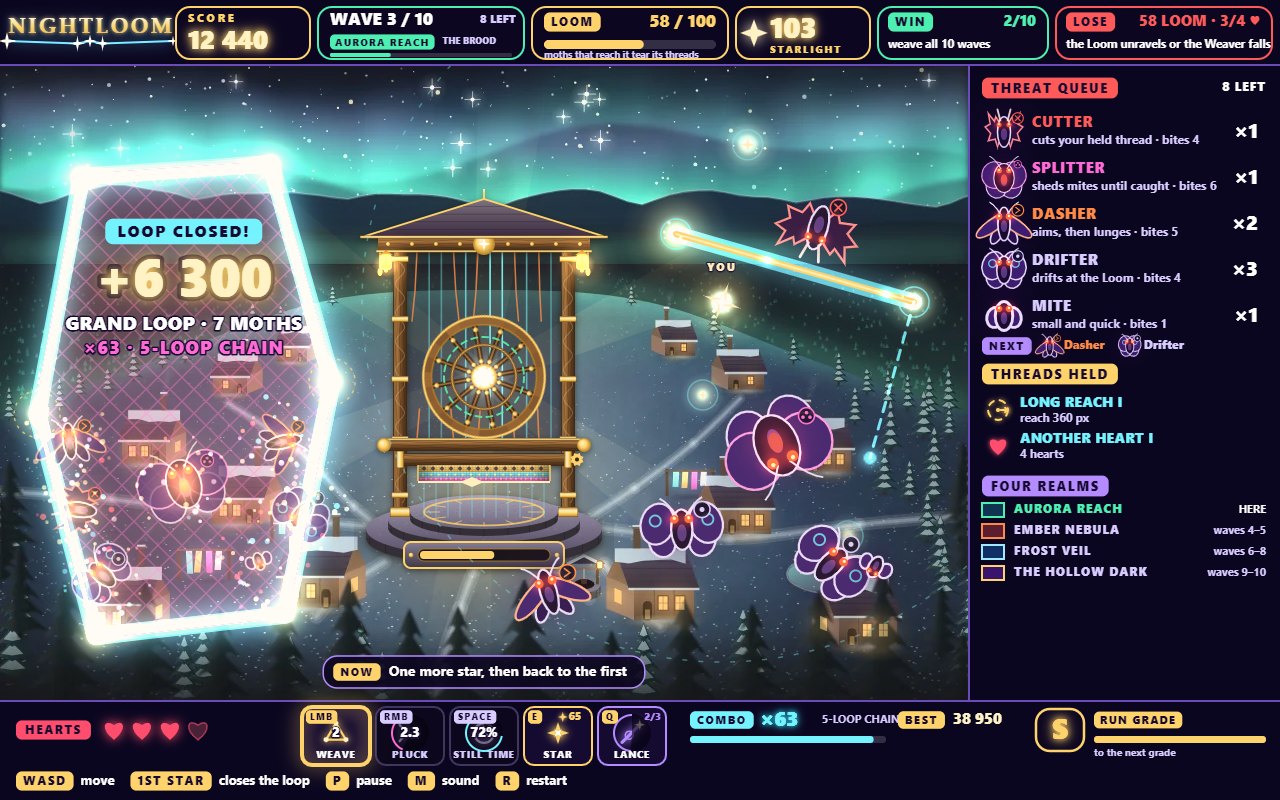 NIGHTLOOM
SCORE
12 440
WAVE 3 / 10
8 LEFT
AURORA REACH
THE BROOD
LOOM
58 / 100
moths that reach it tear its threads
103
STARLIGHT
WIN
2/10
weave all 10 waves
LOSE
58 LOOM · 3/4 ♥
the Loom unravels or the Weaver falls
LOOP CLOSED!
+6 300
GRAND LOOP · 7 MOTHS
×63 · 5-LOOP CHAIN
YOU
NOW
One more star, then back to the first
THREAT QUEUE
8 LEFT
CUTTER
cuts your held thread · bites 4
×1
SPLITTER
sheds mites until caught · bites 6
×1
DASHER
aims, then lunges · bites 5
×2
DRIFTER
drifts at the Loom · bites 4
×3
MITE
small and quick · bites 1
×1
NEXT
Dasher
Drifter
THREADS HELD
LONG REACH I
reach 360 px
ANOTHER HEART I
4 hearts
FOUR REALMS
AURORA REACH
HERE
EMBER NEBULA
waves 4–5
FROST VEIL
waves 6–8
THE HOLLOW DARK
waves 9–10
HEARTS
LMB
2
WEAVE
RMB
2.3
PLUCK
SPACE
72%
STILL TIME
E
65
STAR
Q
2/3
LANCE
COMBO
×63
5-LOOP CHAIN
BEST
38 950
S
RUN GRADE
to the next grade
WASD
move
1ST STAR
closes the loop
P
pause
M
sound
R
restart